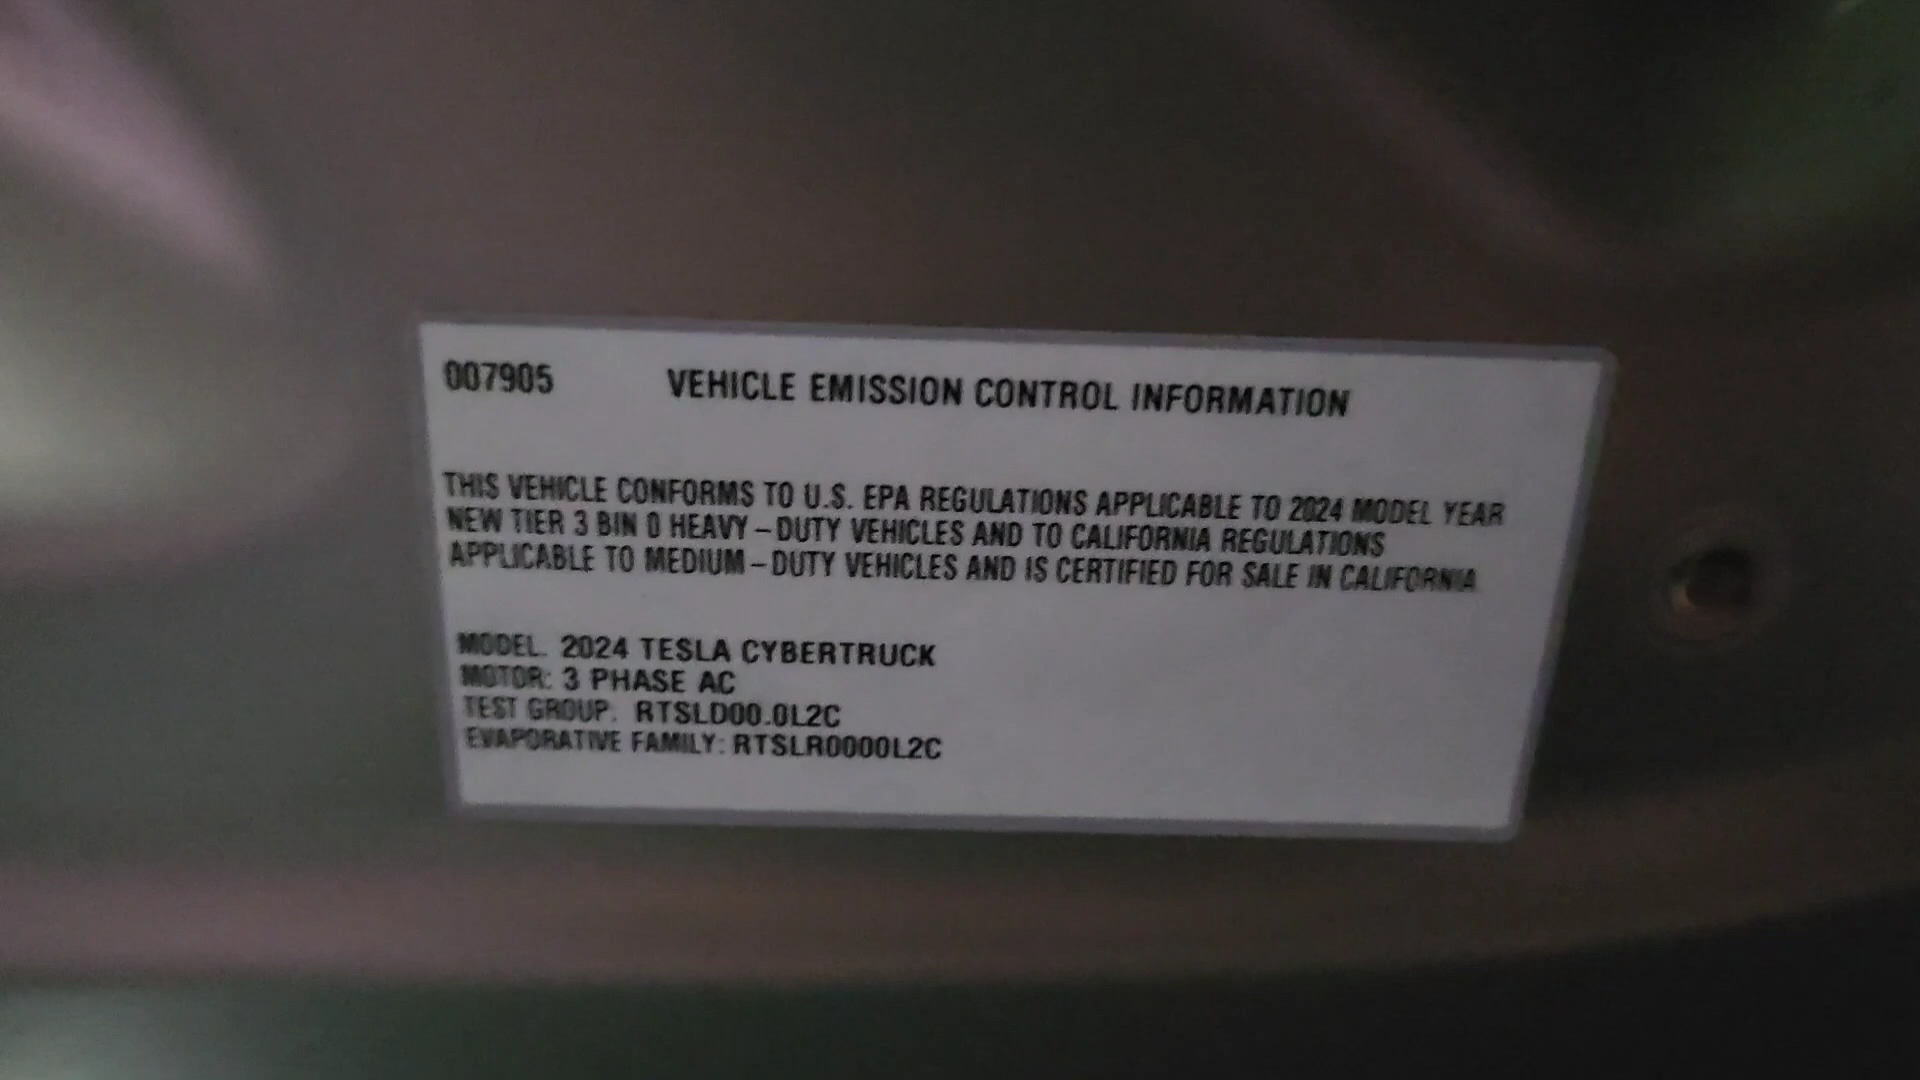 007905 VEHICLE EMISSION CONTROL INFORMATION
THIS VEHICLE CONFORMS TO U.S. EPA REGULATIONS APPLICABLE TO 2024 MODEL YEAR
NEW TIER 3 BIN 0 HEAVY-DUTY VEHICLES AND TO CALIFORNIA REGULATIONS
APPLICABLE TO MEDIUM-DUTY VEHICLES AND IS CERTIFIED FOR SALE IN CALIFORNIA
MODEL. 2024 TESLA CYBERTRUCK
MOTOR: 3 PHASE AC
TEST GROUP. RTSLD00.0L2C
EVAPORATIVE FAMILY: RTSLR0000L2C